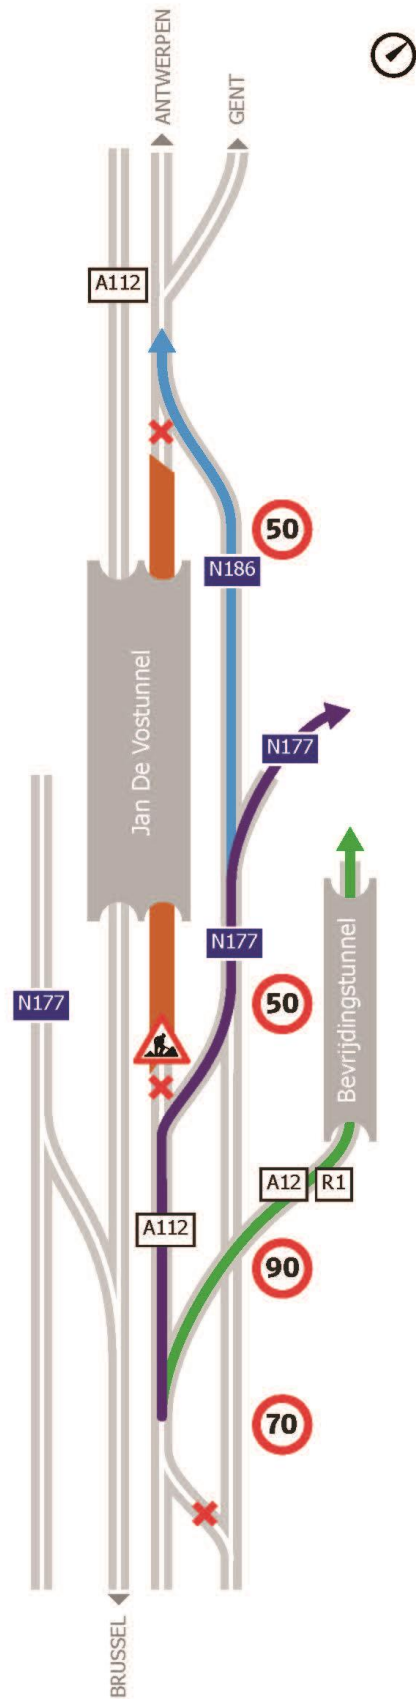 ANTWERPEN
GENT
A112
50
N186
Jan De Vostunnel
N177
N177
N177
50
Bevrijdingstunnel
A12 R1
A112
90
70
BRUSSEL